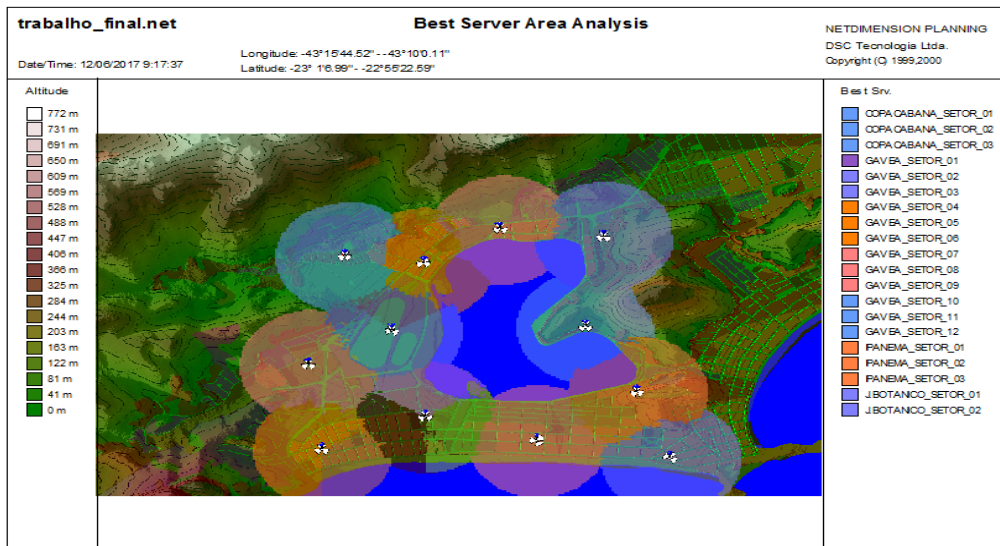 trabalho_final.net
Best Server Area Analysis
NETDIMENSION PLANNING
DSC Tecnologia Ltda.
Copyright (C) 1999,2000
Date/Time: 12/06/2017 9:17:37
Longitude: -43°15'44.52" - -43°10'0.11"
Latitude: -23° 1'6.99" - -22°55'22.59"
Altitude
772 m
731 m
691 m
650 m
609 m
569 m
528 m
488 m
447 m
406 m
366 m
325 m
284 m
244 m
203 m
163 m
122 m
81 m
41 m
0 m
Best Srv.
COPACABANA_SETOR_01
COPACABANA_SETOR_02
COPACABANA_SETOR_03
GAVEA_SETOR_01
GAVEA_SETOR_02
GAVEA_SETOR_03
GAVEA_SETOR_04
GAVEA_SETOR_05
GAVEA_SETOR_06
GAVEA_SETOR_07
GAVEA_SETOR_08
GAVEA_SETOR_09
GAVEA_SETOR_10
GAVEA_SETOR_11
GAVEA_SETOR_12
IPANEMA_SETOR_01
IPANEMA_SETOR_02
IPANEMA_SETOR_03
J.BOTANICO_SETOR_01
J.BOTANICO_SETOR_02